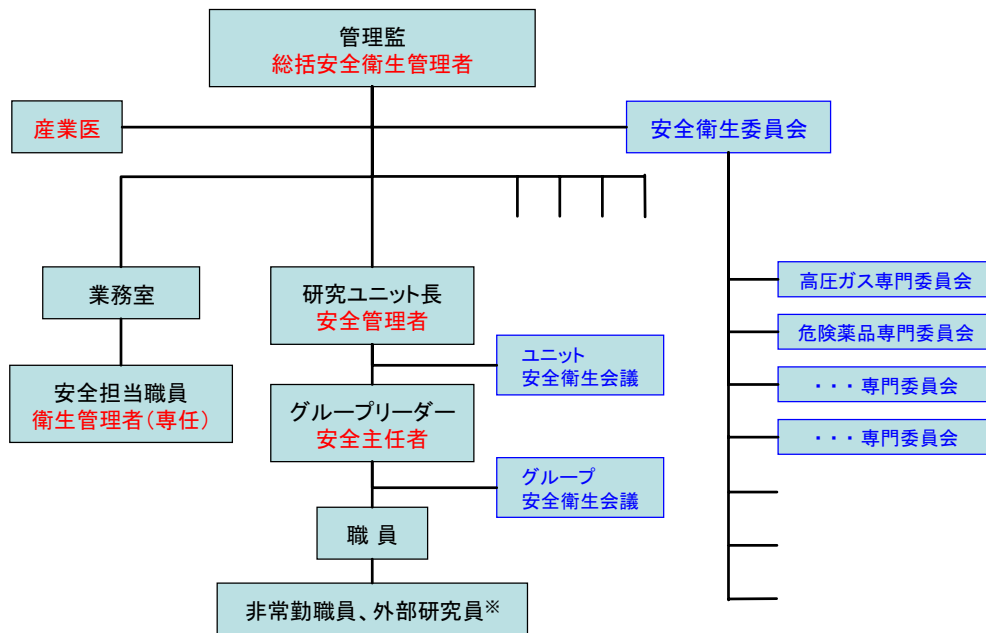 管理監
総括安全衛生管理者
産業医
安全衛生委員会
業務室
研究ユニット長
安全管理者
高圧ガス専門委員会
危険薬品専門委員会
ユニット
安全衛生会議
・・・専門委員会
安全担当職員
衛生管理者(専任)
グループリーダー
安全主任者
・・・専門委員会
グループ
安全衛生会議
職 員
非常勤職員、外部研究員※